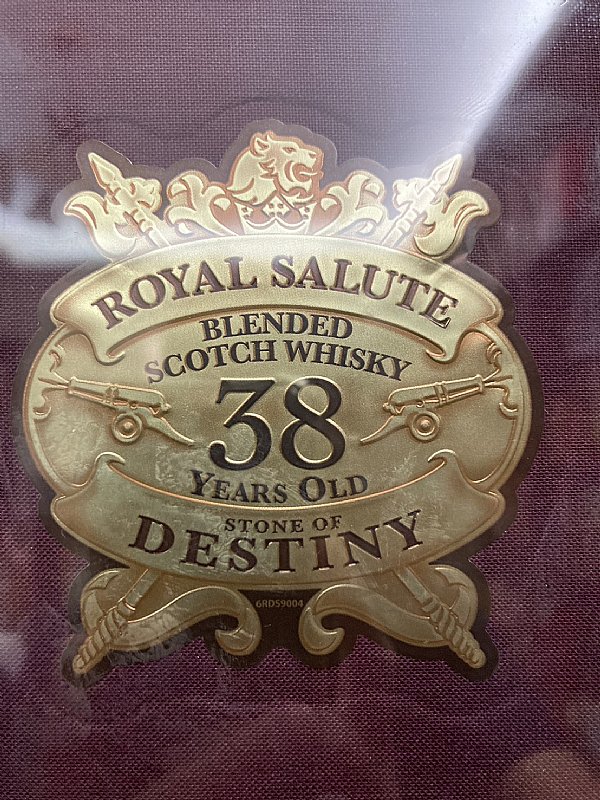 ROYAL SALUTE
BLENDED
SCOTCH WHISKY
38
YEARS OLD
STONE OF
DESTINY
6RDS9004